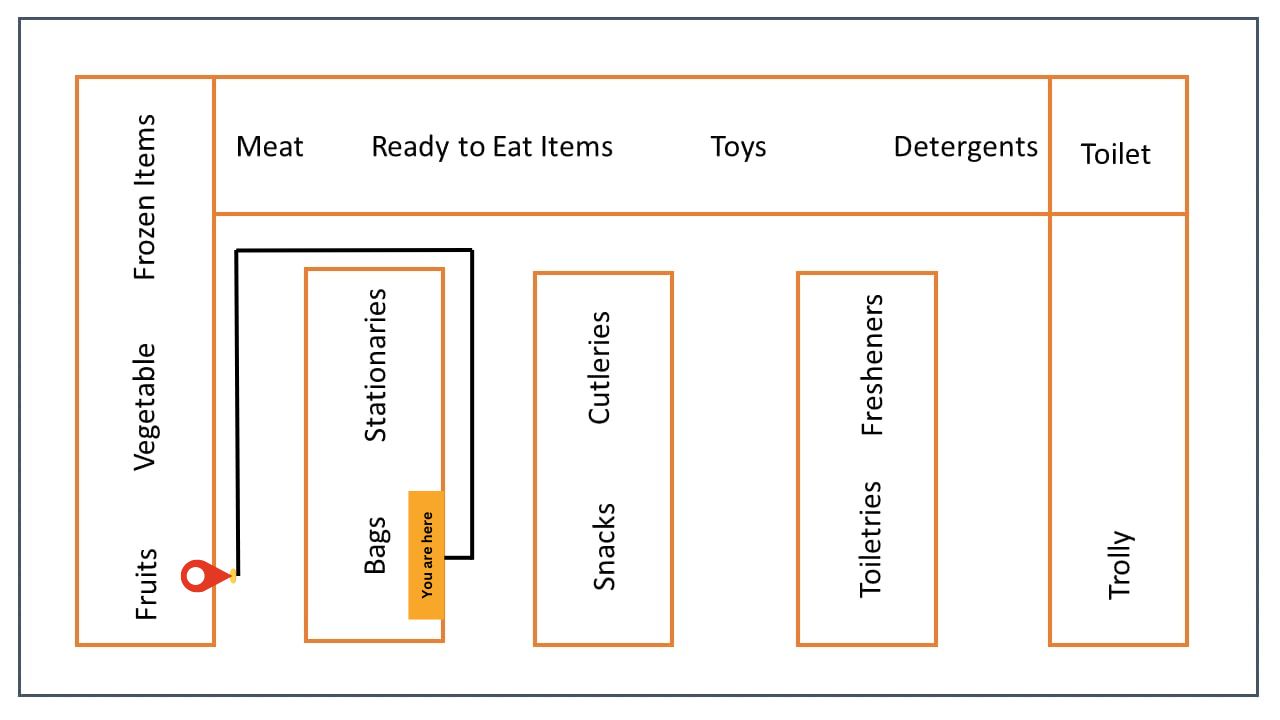 Meat
Ready to Eat Items
Toys
Detergents
Toilet
Frozen Items
Vegetable
Fruits
Stationaries
Bags
You are here
Cutleries
Snacks
Fresheners
Toiletries
Trolly